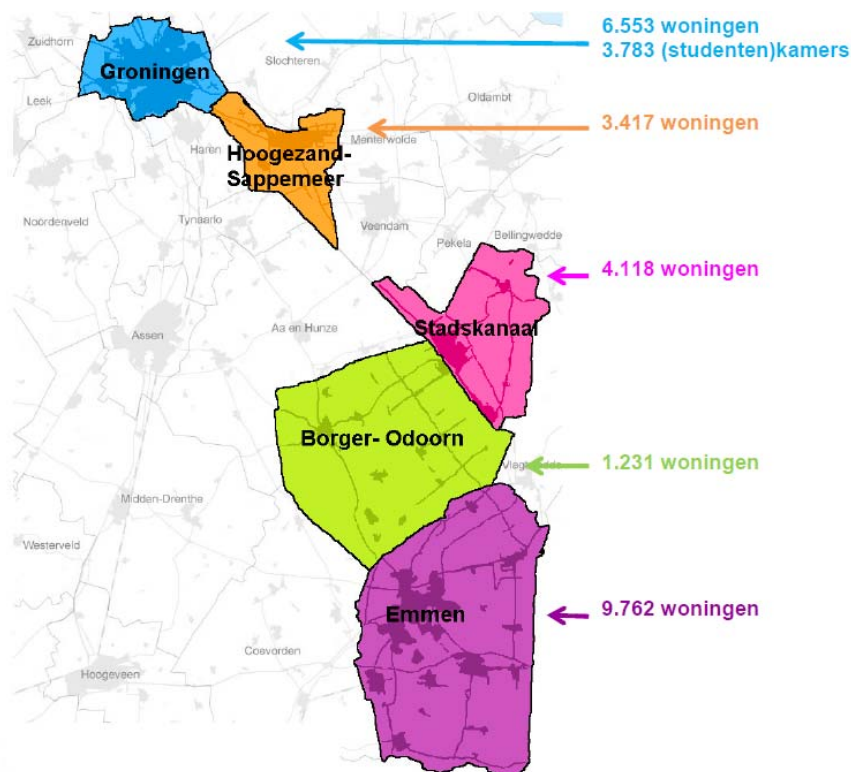 6.553 woningen
3.783 (studenten)kamers
Zuidhorn
Slochteren
Groningen
Leek
Oldambt
3.417 woningen
Menterwolde
Haren
Hoogezand-
Sappemeer
Noordenveld
Tynaarlo
Veendam
Pekela
Bellingwedde
4.118 woningen
Aa en Hunze
Stadskanaal
Assen
Borger- Odoorn
1.231 woningen
Midden-Drenthe
Westerveld
9.762 woningen
Emmen
Coevorden
Hoogeveen